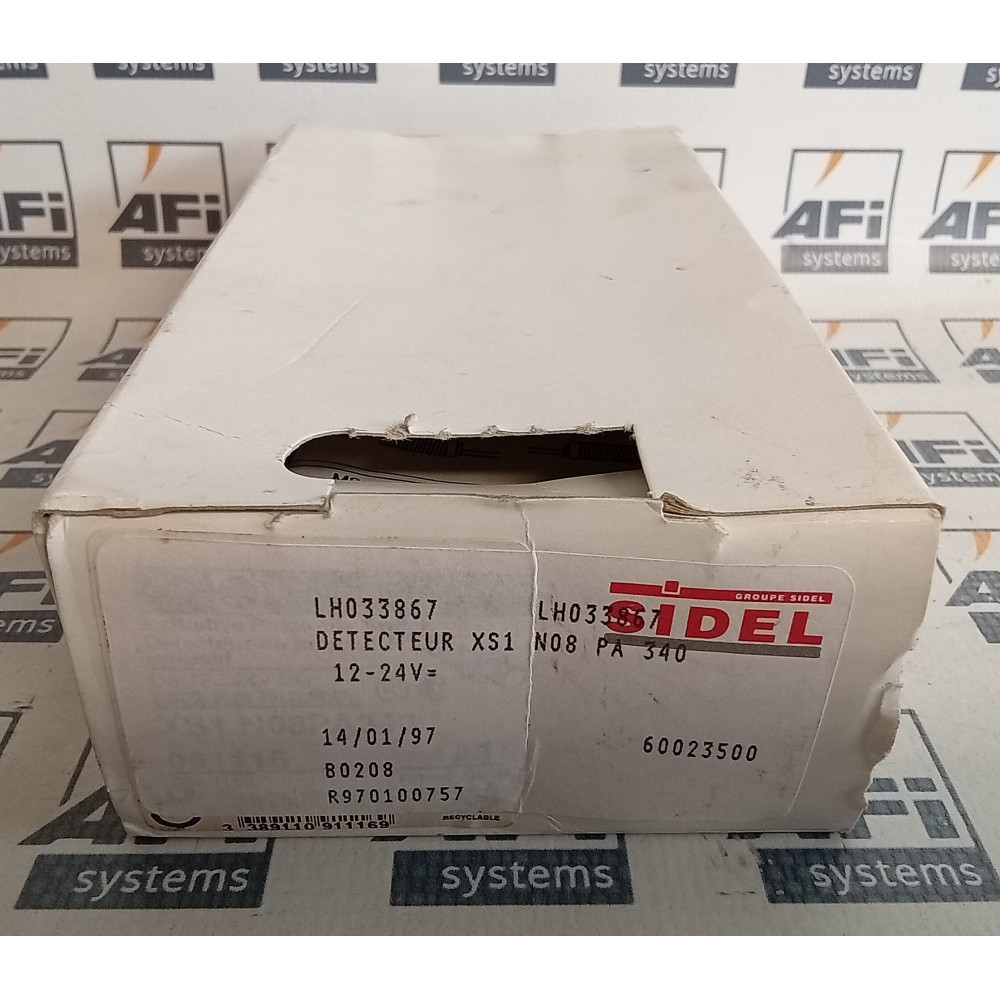 systems systems systems systems systems
AFi systems AFi systems AFi systems
AFi systems
Mo
LH033867 LH033867
GROUPE SIDEL
SIDEL
DETECTEUR XS1 N08 PA 340
12-24V=
14/01/97
60023500
B0208
R970100757
3 389110 911169
RECYCLABLE
systems systems systems